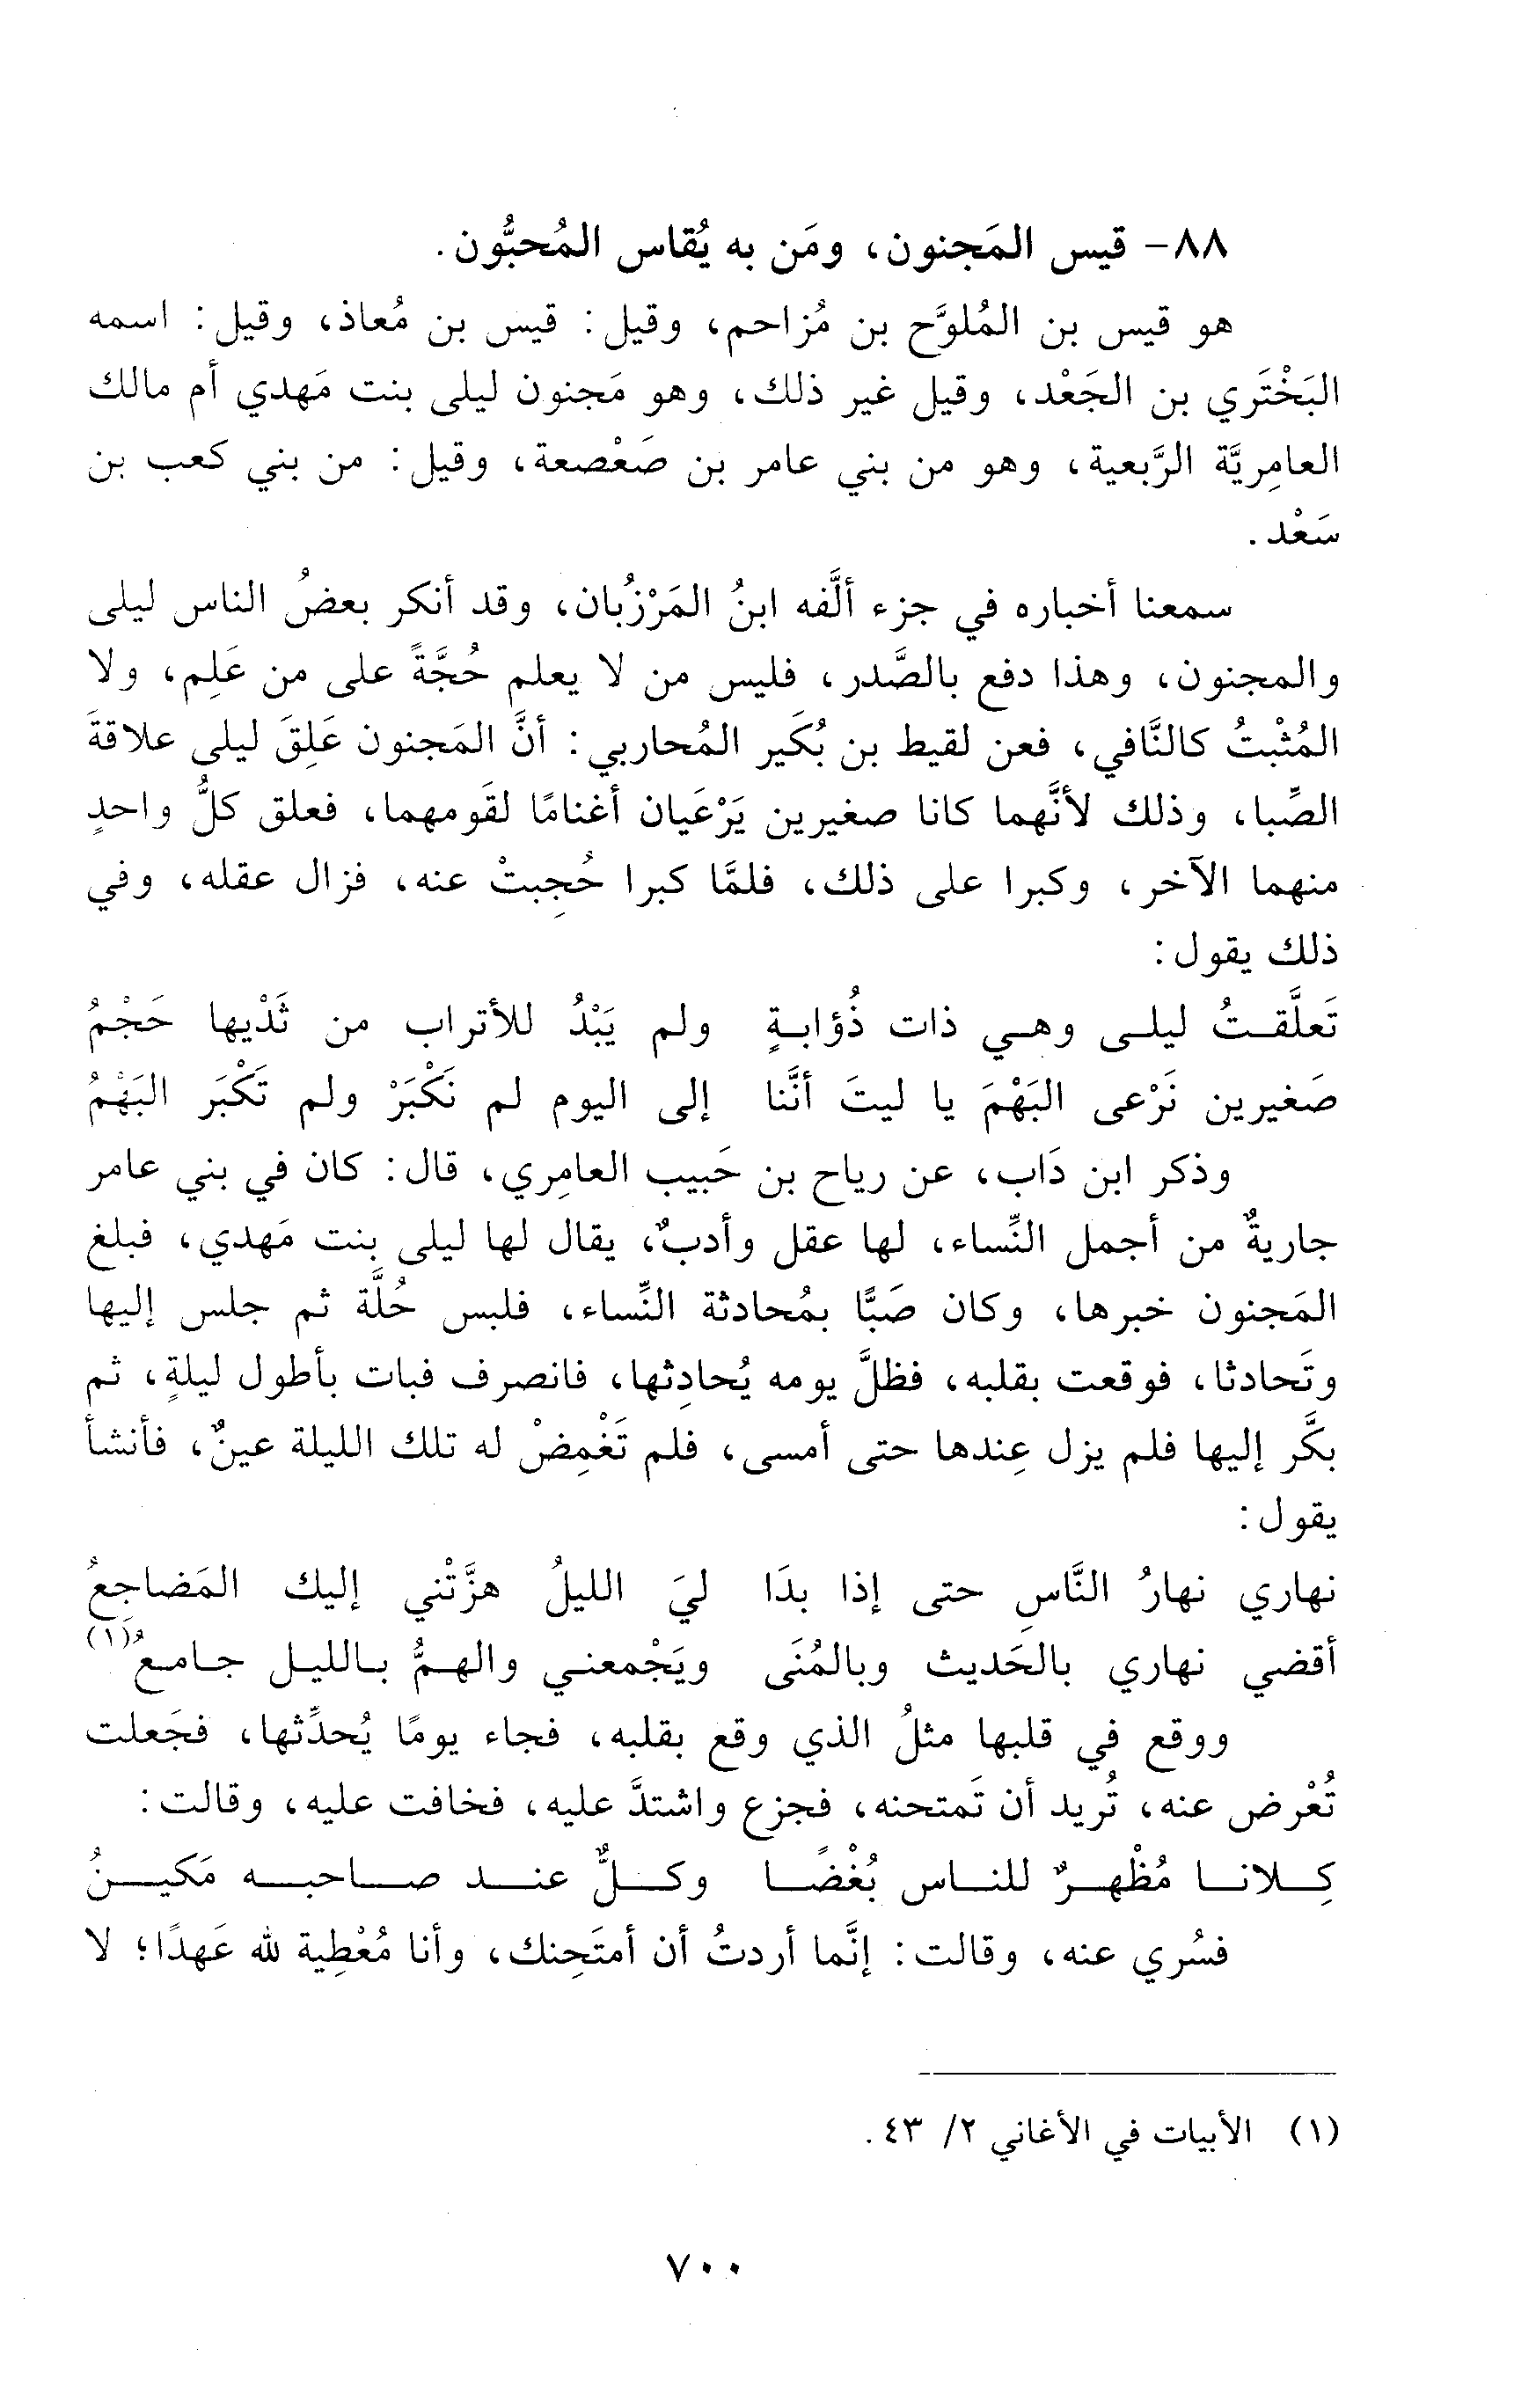 ٨٨- قيس المَجنون، ومَن به يُقاس المُحبُّون.
هو قيس بن المُلوَّح بن مُزاحم، وقيل: قيس بن مُعاذ، وقيل: اسمه
البَخْتَري بن الجَعْد، وقيل غير ذلك، وهو مَجنون ليلى بنت مَهدي أم مالك
العامِريَّة الرَّبعية، وهو من بني عامر بن صَعْصعة، وقيل: من بني كعب بن
سَعْد.
سمعنا أخباره في جزء ألَّفه ابنُ المَرْزُبان، وقد أنكر بعضُ الناس ليلى
والمجنون، وهذا دفع بالصَّدر، فليس من لا يعلم حُجَّةً على من عَلِم، ولا
المُثْبتُ كالنَّافي، فعن لقيط بن بُكَير المُحاربي: أنَّ المَجنون عَلِقَ ليلى علاقةَ
الصِّبا، وذلك لأنَّهما كانا صغيرين يَرْعَيان أغنامًا لقَومهما، فعلق كلُّ واحدٍ
منهما الآخر، وكبرا على ذلك، فلمَّا كبرا حُجِبتْ عنه، فزال عقله، وفي
ذلك يقول:
تَعلَّقتُ ليلى وهي ذات ذُؤابةٍ ولم يَبْدُ للأتراب من ثَدْيها حَجْمُ
صَغيرين نَرْعى البَهْمَ يا ليتَ أنَّنا إلى اليوم لم نَكْبَرْ ولم تَكْبَر البَهْمُ
وذكر ابن دَاب، عن رياح بن حَبيب العامِري، قال: كان في بني عامر
جاريةٌ من أجمل النِّساء، لها عقل وأدبٌ، يقال لها ليلى بنت مَهدي، فبلغ
المَجنون خبرها، وكان صَبًّا بمُحادثة النِّساء، فلبس حُلَّة ثم جلس إليها
وتَحادثا، فوقعت بقلبه، فظلَّ يومه يُحادِثها، فانصرف فبات بأطول ليلةٍ، ثم
بكَّر إليها فلم يزل عِندها حتى أمسى، فلم تَغْمِضْ له تلك الليلة عينٌ، فأنشأ
يقول:
نهاري نهارُ النَّاسِ حتى إذا بدَا ليَ الليلُ هزَّتْني إليك المَضاجِعُ
أقضي نهاري بالحَديث وبالمُنَى ويَجْمعني والهمُّ بالليل جامعُ(١)
ووقع في قلبها مثلُ الذي وقع بقلبه، فجاء يومًا يُحدِّثها، فجَعلت
تُعْرض عنه، تُريد أن تَمتحنه، فجزع واشتدَّ عليه، فخافت عليه، وقالت:
كِلانا مُظْهرٌ للناس بُغْضًا وكلٌّ عند صاحبه مَكينُ
فسُري عنه، وقالت: إنَّما أردتُ أن أمتَحِنك، وأنا مُعْطِية لله عَهدًا؛ لا
(١) الأبيات في الأغاني ٢/ ٤٣.
٧٠٠